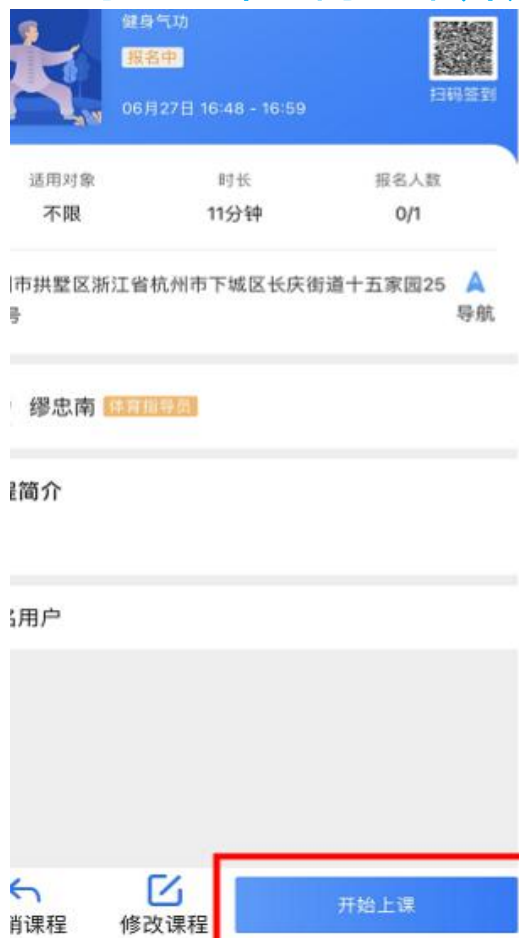 健身气功
报名中
06月27日 16:48 - 16:59
扫码签到
适用对象
时长
报名人数
不限
11分钟
0/1
市拱墅区浙江省杭州市下城区长庆街道十五家园25
号
导航
缪忠南
体育指导员
程简介
名用户
销课程
修改课程
开始上课